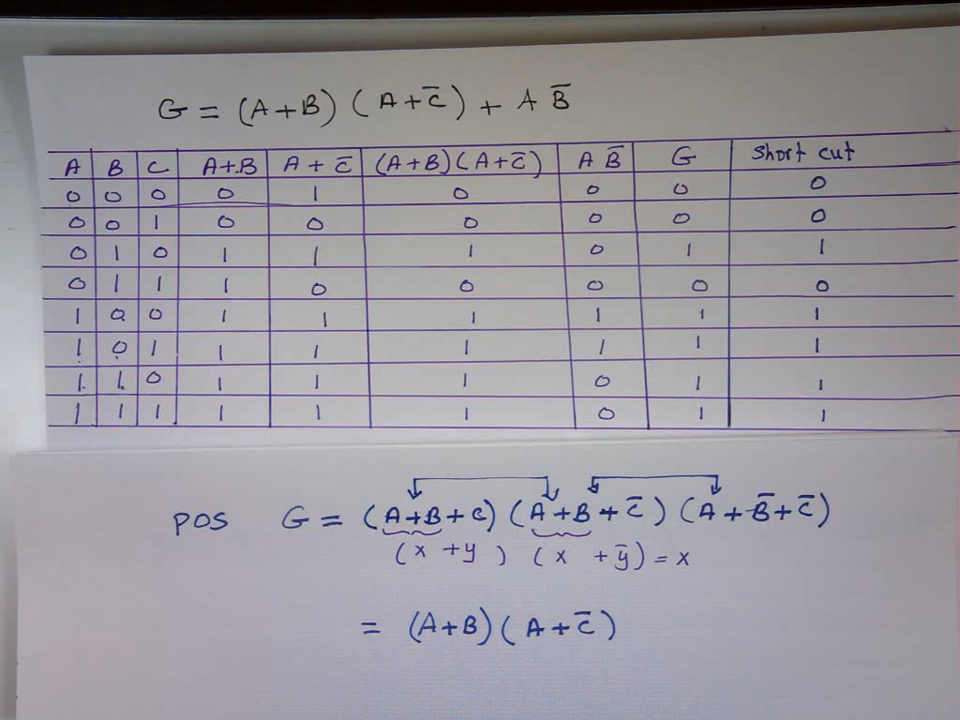 G = (A+B) (A+C̅) + A B̅
A B C A+B A + C̅ (A+B)(A+C̅) A B̅ G Short cut
0 0 0 0 1 0 0 0 0
0 0 1 0 0 0 0 0 0
0 1 0 1 1 1 0 1 1
0 1 1 1 0 0 0 0 0
1 0 0 1 1 1 1 1 1
1 0 1 1 1 1 1 1 1
1 1 0 1 1 1 0 1 1
1 1 1 1 1 1 0 1 1
POS G = (A+B+C) (A+B+C̅) (A+B̅+C̅)
(x+y) (x+y̅) = x
= (A+B) (A+C̅)